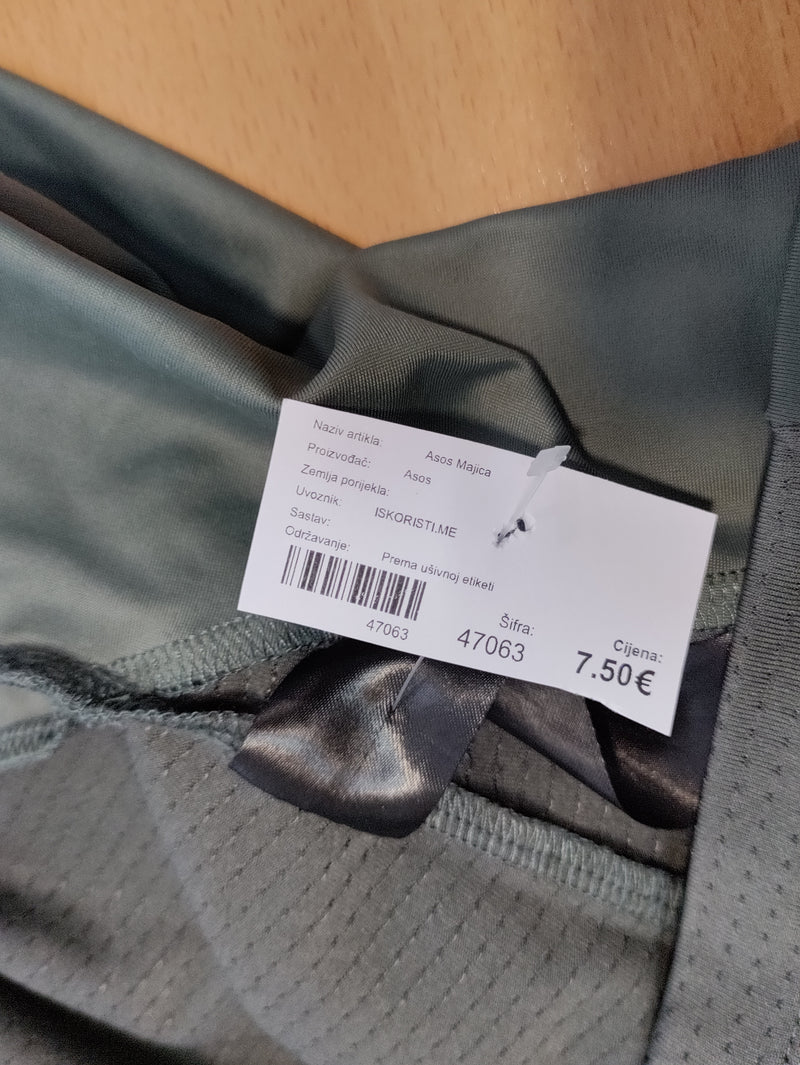 Naziv artikla: Asos Majica
Proizvođač: Asos
Zemlja porijekla:
Uvoznik: ISKORISTI.ME
Sastav:
Održavanje: Prema ušivnoj etiketi
47063
Šifra:
47063
Cijena:
7.50€